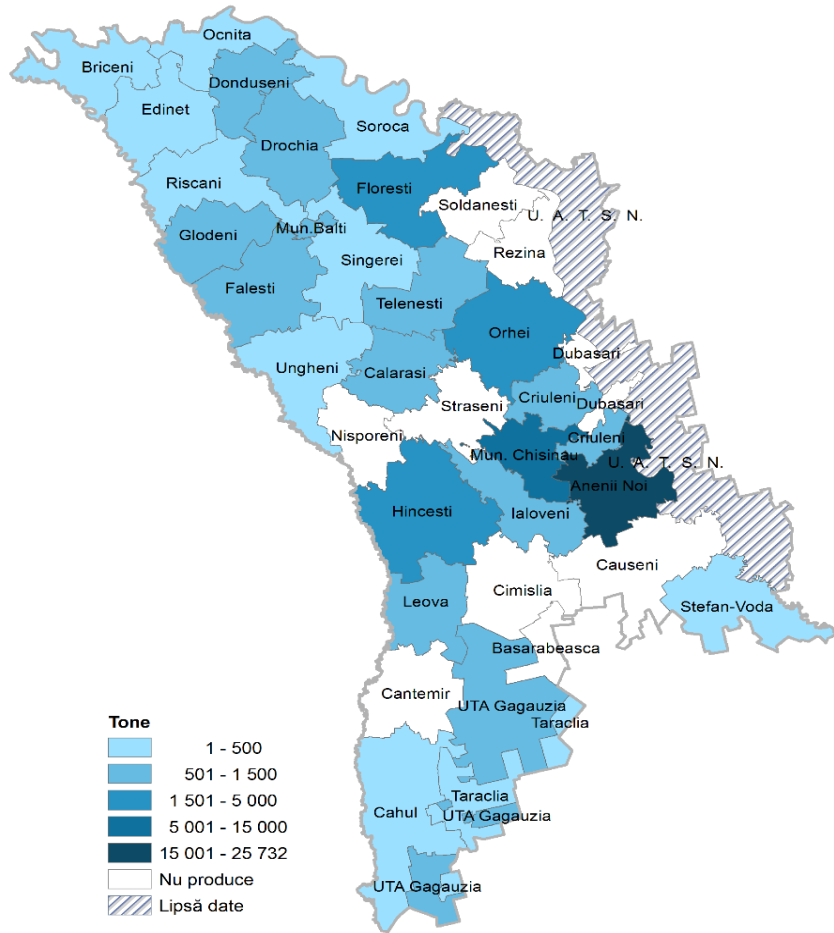 Ocnita
Briceni
Donduseni
Edinet
Soroca
Drochia
Riscani
Floresti
Soldanesti
U. A. T. S. N.
Glodeni
Mun.Balti
Singerei
Rezina
Falesti
Telenesti
Orhei
Dubasari
Ungheni
Calarasi
Criuleni
Dubasari
Straseni
Nisporeni
Criuleni
Mun. Chisinau
U. A. T. S. N.
Anenii Noi
Hincesti
Ialoveni
Causeni
Cimislia
Leova
Stefan-Voda
Basarabeasca
Cantemir
UTA Gagauzia
Taraclia
Taraclia
Cahul
UTA Gagauzia
UTA Gagauzia
Tone
1 - 500
501 - 1 500
1 501 - 5 000
5 001 - 15 000
15 001 - 25 732
Nu produce
Lipsă date